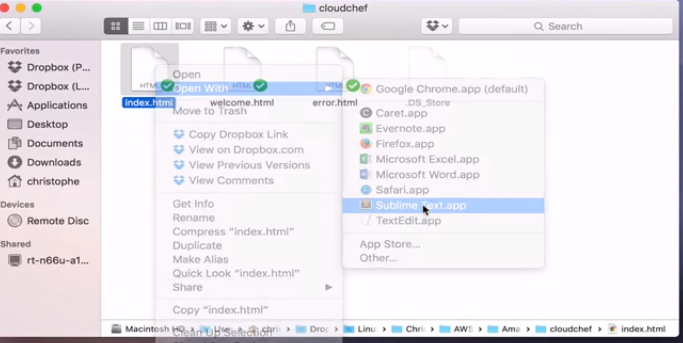 cloudchef
Search
Favorites
Dropbox (P...
Dropbox (L...
Applications
Desktop
Documents
Downloads
christophe
Devices
Remote Disc
Shared
rt-n66u-a1...
HTML
HTML
HTML
index.html
welcome.html
error.html
.DS_Store
Open
Open With
Move to Trash
Copy Dropbox Link
View on Dropbox.com
View Previous Versions
View Comments
Get Info
Rename
Compress "index.html"
Duplicate
Make Alias
Quick Look "index.html"
Share
Copy "index.html"
Clean Up Selection
Google Chrome.app (default)
Caret.app
Evernote.app
Firefox.app
Microsoft Excel.app
Microsoft Word.app
Safari.app
Sublime Text.app
TextEdit.app
App Store...
Other...
Macintosh HD Use chri Drop Linu Chri AWS Ama cloudchef index.html